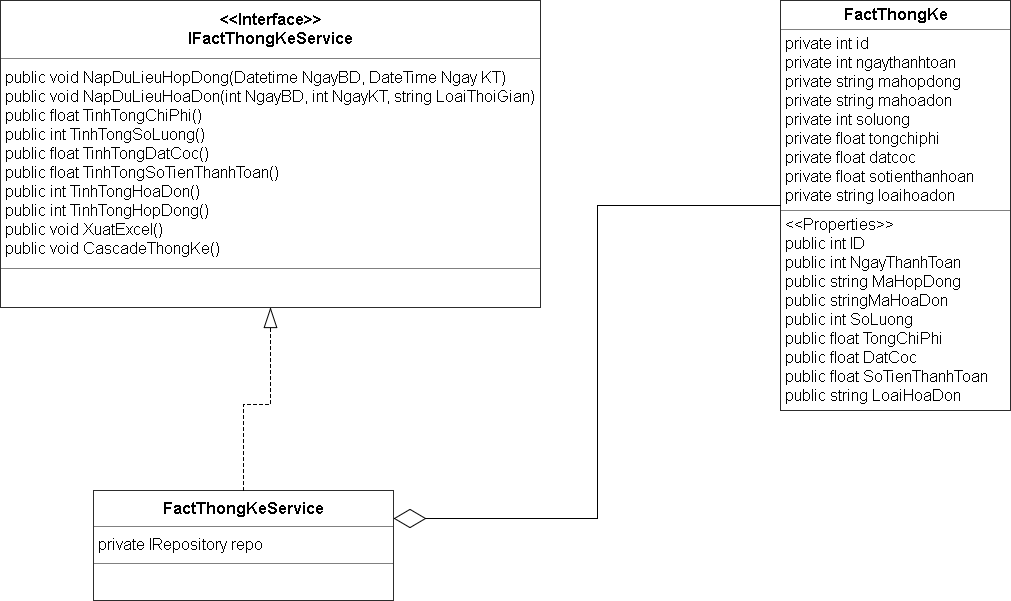 <<Interface>>
IFactThongKeService
public void NapDuLieuHopDong(Datetime NgayBD, DateTime Ngay KT)
public void NapDuLieuHoaDon(int NgayBD, int NgayKT, string LoaiThoiGian)
public float TinhTongChiPhi()
public int TinhTongSoLuong()
public float TinhTongDatCoc()
public float TinhTongSoTienThanhToan()
public int TinhTongHoaDon()
public int TinhTongHopDong()
public void XuatExcel()
public void CascadeThongKe()
FactThongKe
private int id
private int ngaythanhtoan
private string mahopdong
private string mahoadon
private int soluong
private float tongchiphi
private float datcoc
private float sotienthanhoan
private string loaihoadon
<<Properties>>
public int ID
public int NgayThanhToan
public string MaHopDong
public stringMaHoaDon
public int SoLuong
public float TongChiPhi
public float DatCoc
public float SoTienThanhToan
public string LoaiHoaDon
FactThongKeService
private IRepository repo